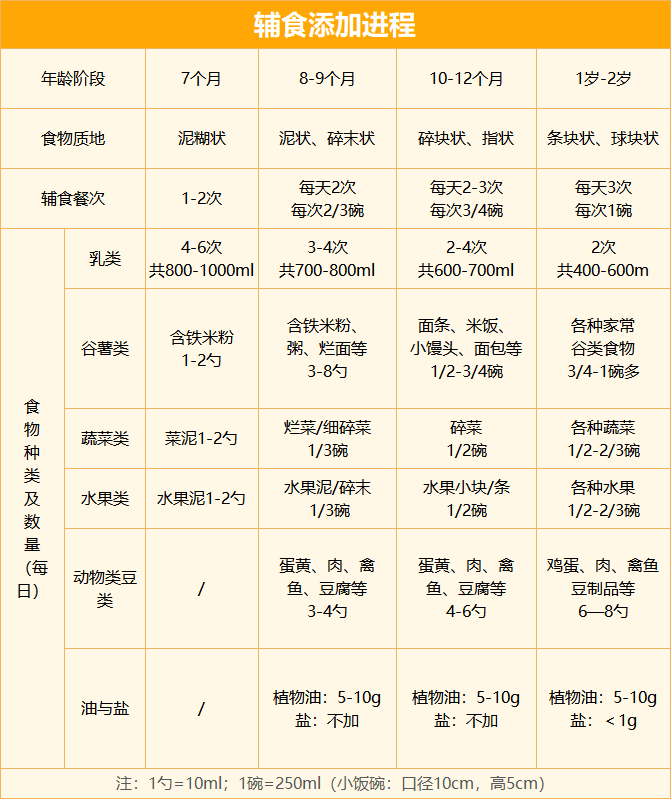 辅食添加进程
年龄阶段
7个月
8-9个月
10-12个月
1岁-2岁
食物质地
泥糊状
泥状、碎末状
碎块状、指状
条块状、球块状
辅食餐次
1-2次
每天2次
每次2/3碗
每天2-3次
每次3/4碗
每天3次
每次1碗
食物种类及数量（每日）
乳类
4-6次
共800-1000ml
3-4次
共700-800ml
2-4次
共600-700ml
2次
共400-600m
谷薯类
含铁米粉
1-2勺
含铁米粉、
粥、烂面等
3-8勺
面条、米饭、
小馒头、面包等
1/2-3/4碗
各种家常
谷类食物
3/4-1碗多
蔬菜类
菜泥1-2勺
烂菜/细碎菜
1/3碗
碎菜
1/2碗
各种蔬菜
1/2-2/3碗
水果类
水果泥1-2勺
水果泥/碎末
1/3碗
水果小块/条
1/2碗
各种水果
1/2-2/3碗
动物类豆
类
/
蛋黄、肉、禽
鱼、豆腐等
3-4勺
蛋黄、肉、禽
鱼、豆腐等
4-6勺
鸡蛋、肉、禽鱼
豆制品等
6—8勺
油与盐
/
植物油：5-10g
盐：不加
植物油：5-10g
盐：不加
植物油：5-10g
盐：＜1g
注：1勺=10ml；1碗=250ml（小饭碗：口径10cm，高5cm）